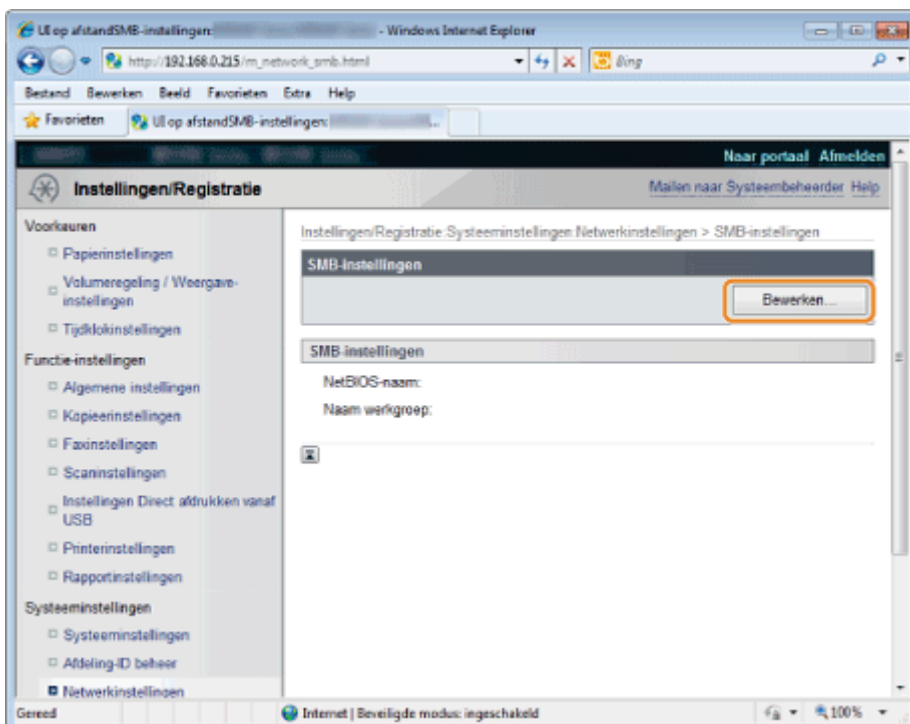 UI op afstandSMB-instellingen: - Windows Internet Explorer
http://192.168.0.215/m_network_smb.html
Bing
Bestand Bewerken Beeld Favorieten Extra Help
Favorieten UI op afstandSMB-instellingen: ...
Naar portaal Afmelden
Instellingen/Registratie
Mailen naar Systeembeheerder Help
Voorkeuren
Papierinstellingen
Volumeregeling / Weergave-
instellingen
Tijdklokinstellingen
Functie-instellingen
Algemene instellingen
Kopieerinstellingen
Faxinstellingen
Scaninstellingen
Instellingen Direct afdrukken vanaf
USB
Printerinstellingen
Rapportinstellingen
Systeeminstellingen
Systeeminstellingen
Afdeling-ID beheer
Netwerkinstellingen
Instellingen/Registratie:Systeeminstellingen:Netwerkinstellingen > SMB-instellingen
SMB-instellingen
Bewerken...
SMB-instellingen
NetBIOS-naam:
Naam werkgroep:
Gereed
Internet | Beveiligde modus: ingeschakeld
100%